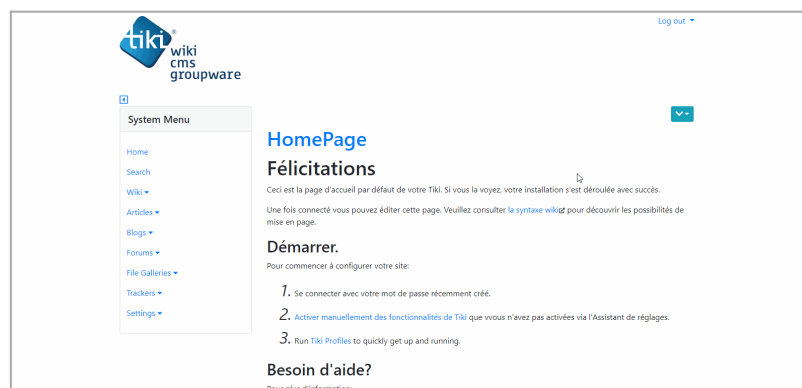 Log out
tiki®
wiki
cms
groupware
System Menu
Home
Search
Wiki
Articles
Blogs
Forums
File Galleries
Trackers
Settings
HomePage
Félicitations
Ceci est la page d'accueil par défaut de votre Tiki. Si vous la voyez, votre installation s'est déroulée avec succès.
Une fois connecté vous pouvez éditer cette page. Veuillez consulter la syntaxe wiki pour découvrir les possibilités de
mise en page.
Démarrer.
Pour commencer à configurer votre site:
1. Se connecter avec votre mot de passe récemment créé.
2. Activer manuellement des fonctionnalités de Tiki que vvous n'avez pas activées via l'Assistant de réglages.
3. Run Tiki Profiles to quickly get up and running.
Besoin d'aide?
Pour plus d'information: